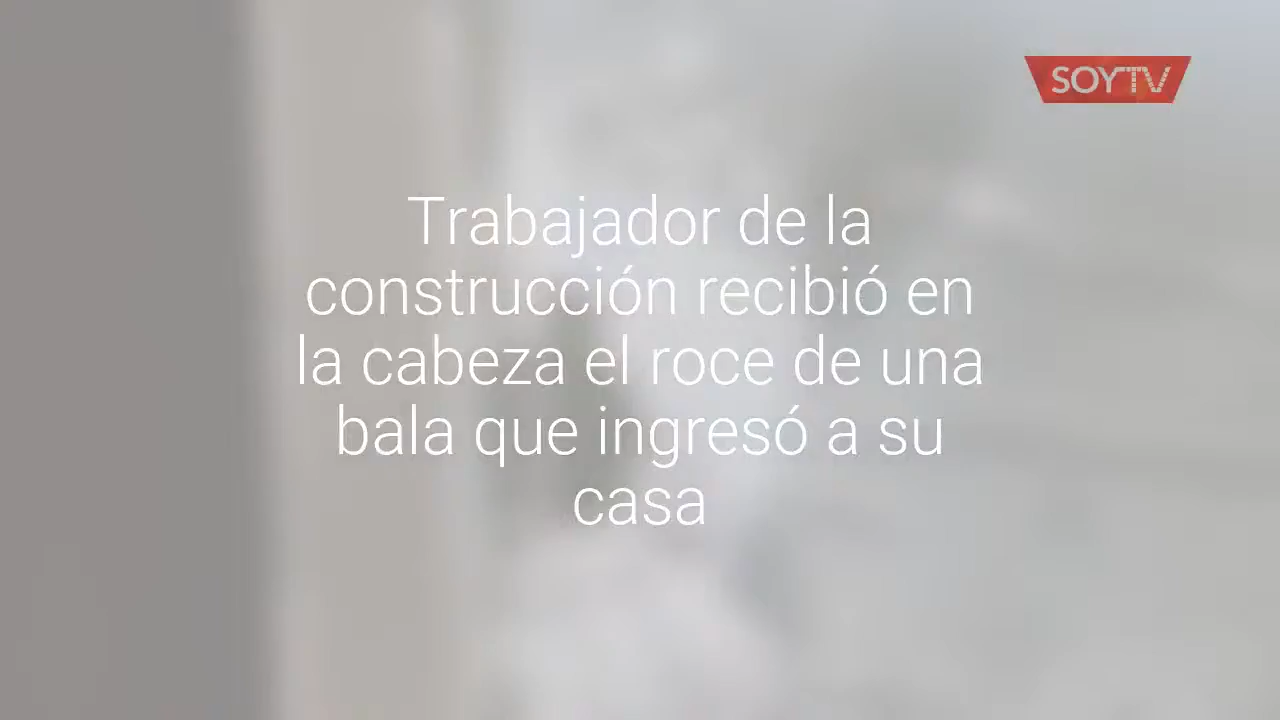 SOYTV
Trabajador de la
construcción recibió en
la cabeza el roce de una
bala que ingresó a su
casa